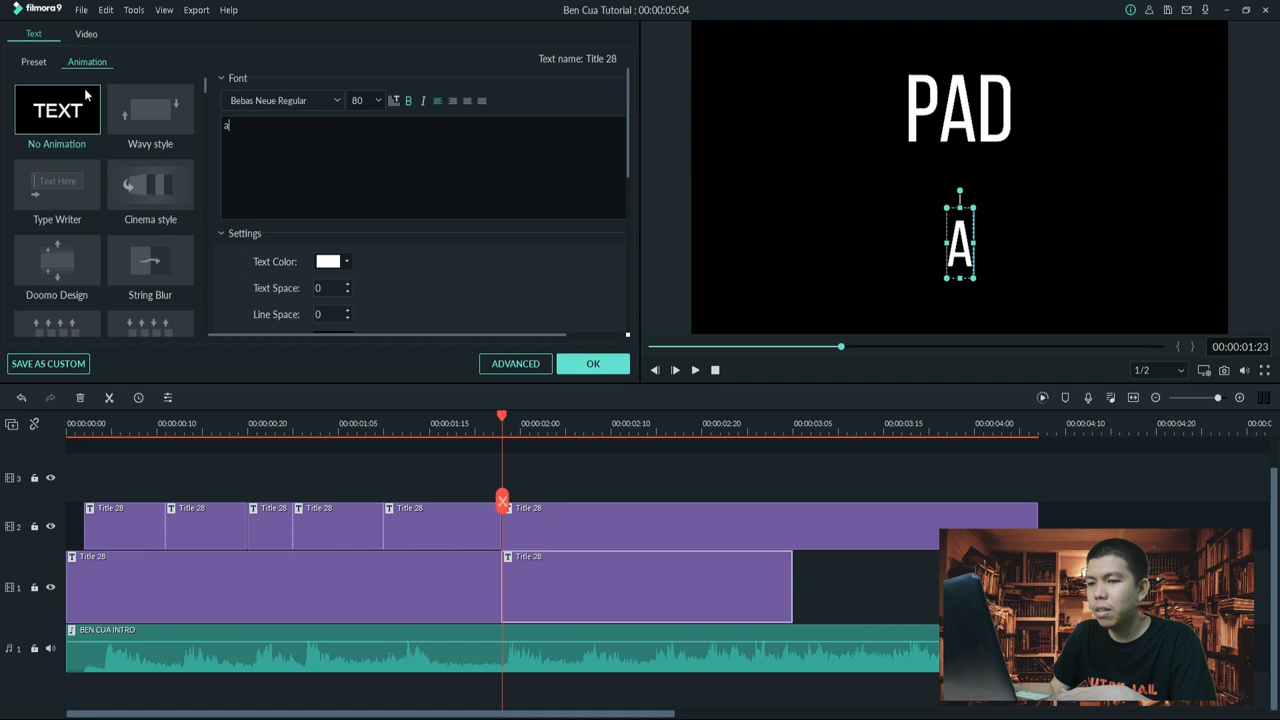 filmora9 File Edit Tools View Export Help Ben Cua Tutorial : 00:00:05:04
Text Video
Preset Animation Text name: Title 28
TEXT
No Animation
Wavy style
Text Here
Type Writer
Cinema style
Doomo Design
String Blur
Font
Bebas Neue Regular 80 T B I
a
Settings
Text Color:
Text Space: 0
Line Space: 0
SAVE AS CUSTOM ADVANCED OK
PAD
A
{ } 00:00:01:23
1/2
00:00:00:00 00:00:00:10 00:00:00:20 00:00:01:05 00:00:01:15 00:00:02:00 00:00:02:10 00:00:02:20 00:00:03:05 00:00:03:15 00:00:04:00 00:00:04:10 00:00:04:20
3
2 T Title 28 T Title 28 T Title 28 T Title 28 T Title 28 Title 28
1 T Title 28 T Title 28
1 BEN CUA INTRO